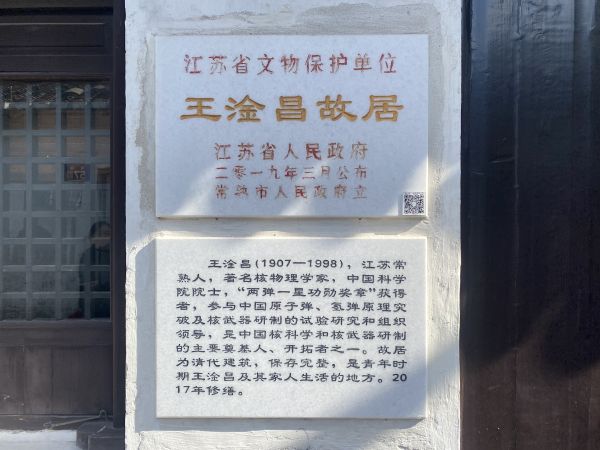 江苏省文物保护单位
王淦昌故居
江苏省人民政府
二零一九年三月公布
常熟市人民政府立
王淦昌(1907—1998)，江苏常
熟人，著名核物理学家，中国科学
院院士，“两弹一星功勋奖章”获得
者，参与中国原子弹、氢弹原理突
破及核武器研制的试验研究和组织
领导，是中国核科学和核武器研制
的主要奠基人、开拓者之一。故居
为清代建筑，保存完整，是青年时
期王淦昌及其家人生活的地方。20
17年修缮。